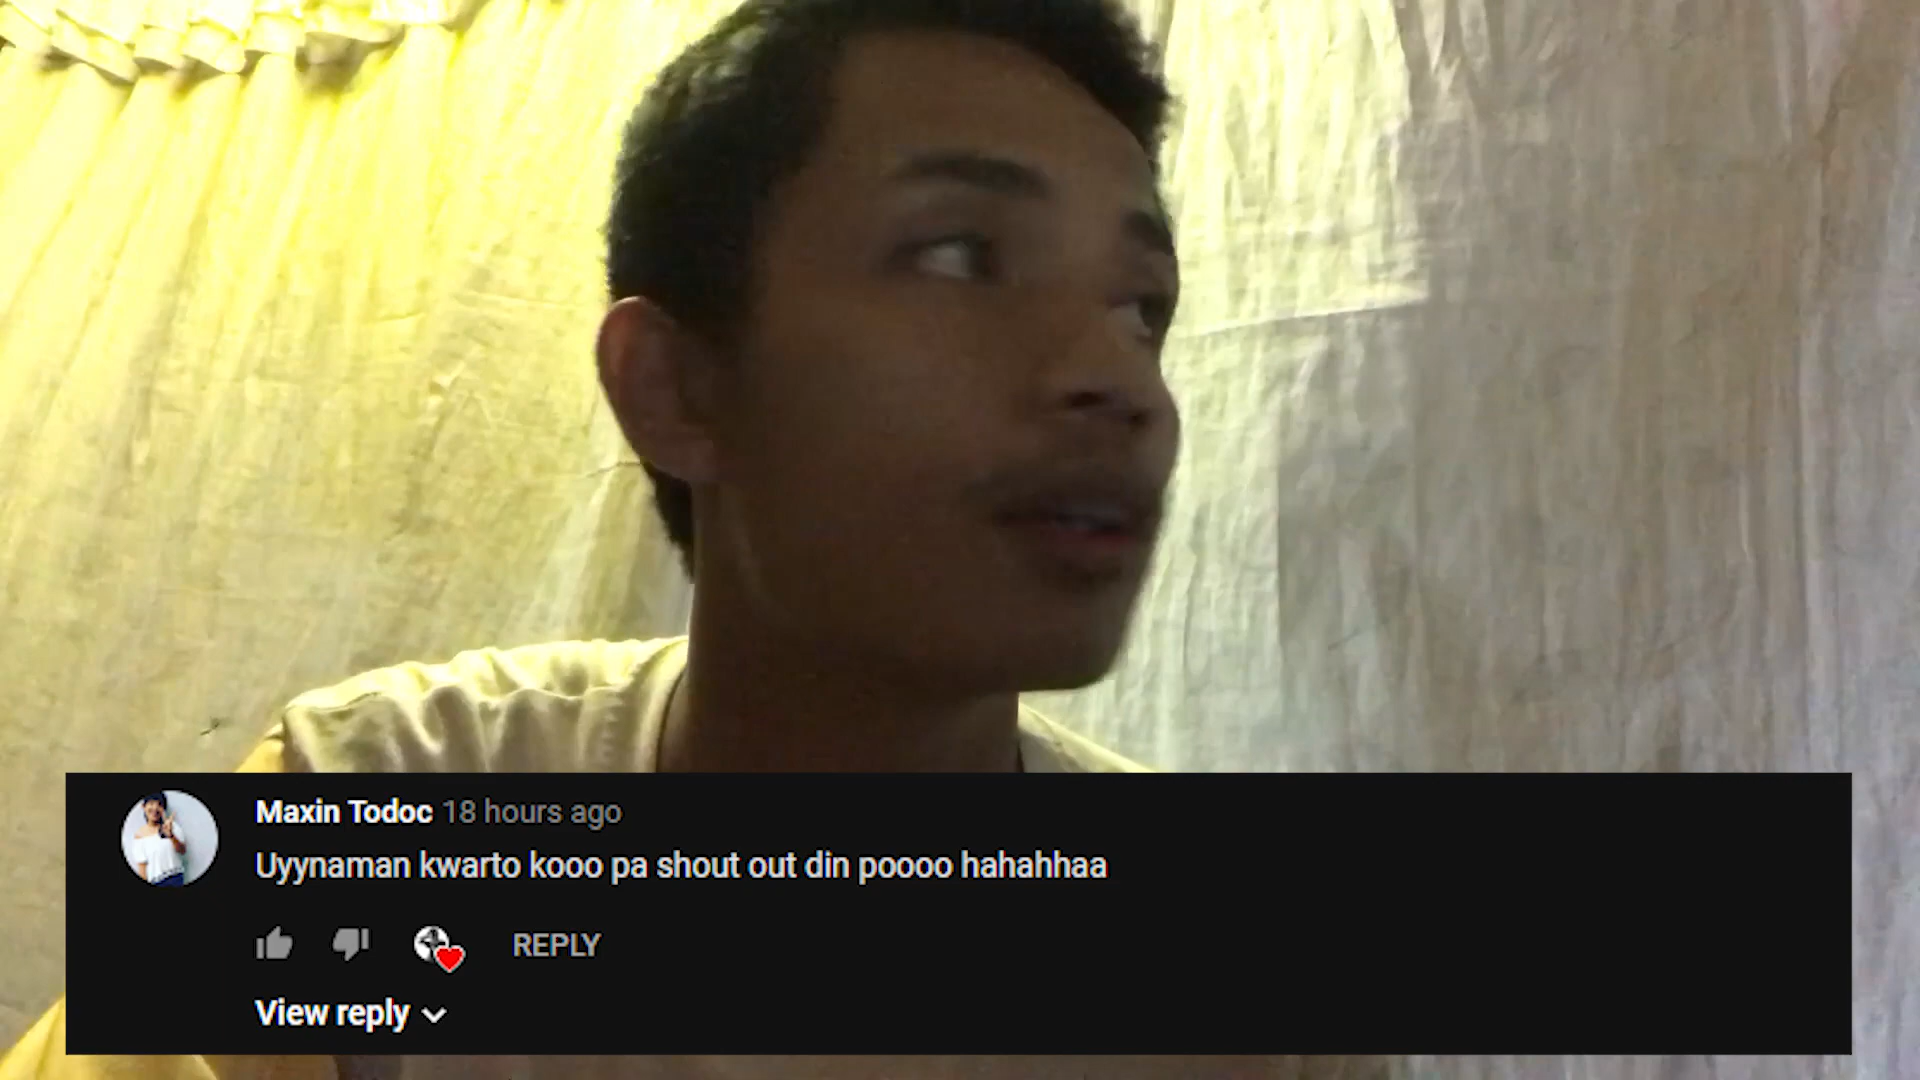 Maxin Todoc 18 hours ago
Uyynaman kwarto kooo pa shout out din poooo hahahhaa
REPLY
View reply